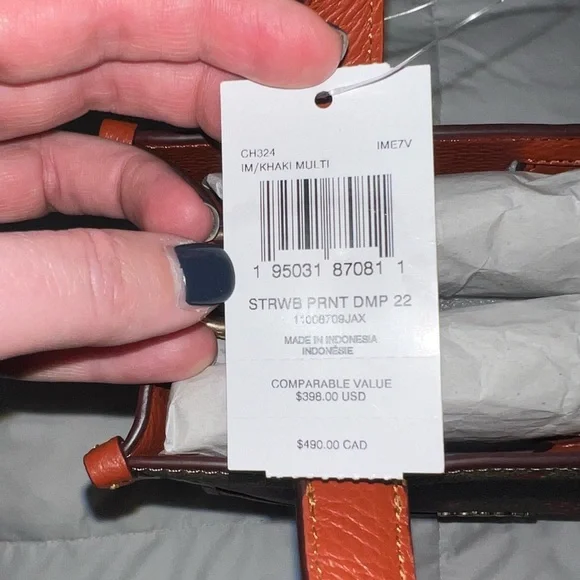 CH324 IME7V
IM/KHAKI MULTI
1 95031 87081 1
STRWB PRNT DMP 22
11008709JAX
MADE IN INDONESIA
INDONÉSIE
COMPARABLE VALUE
$398.00 USD
$490.00 CAD